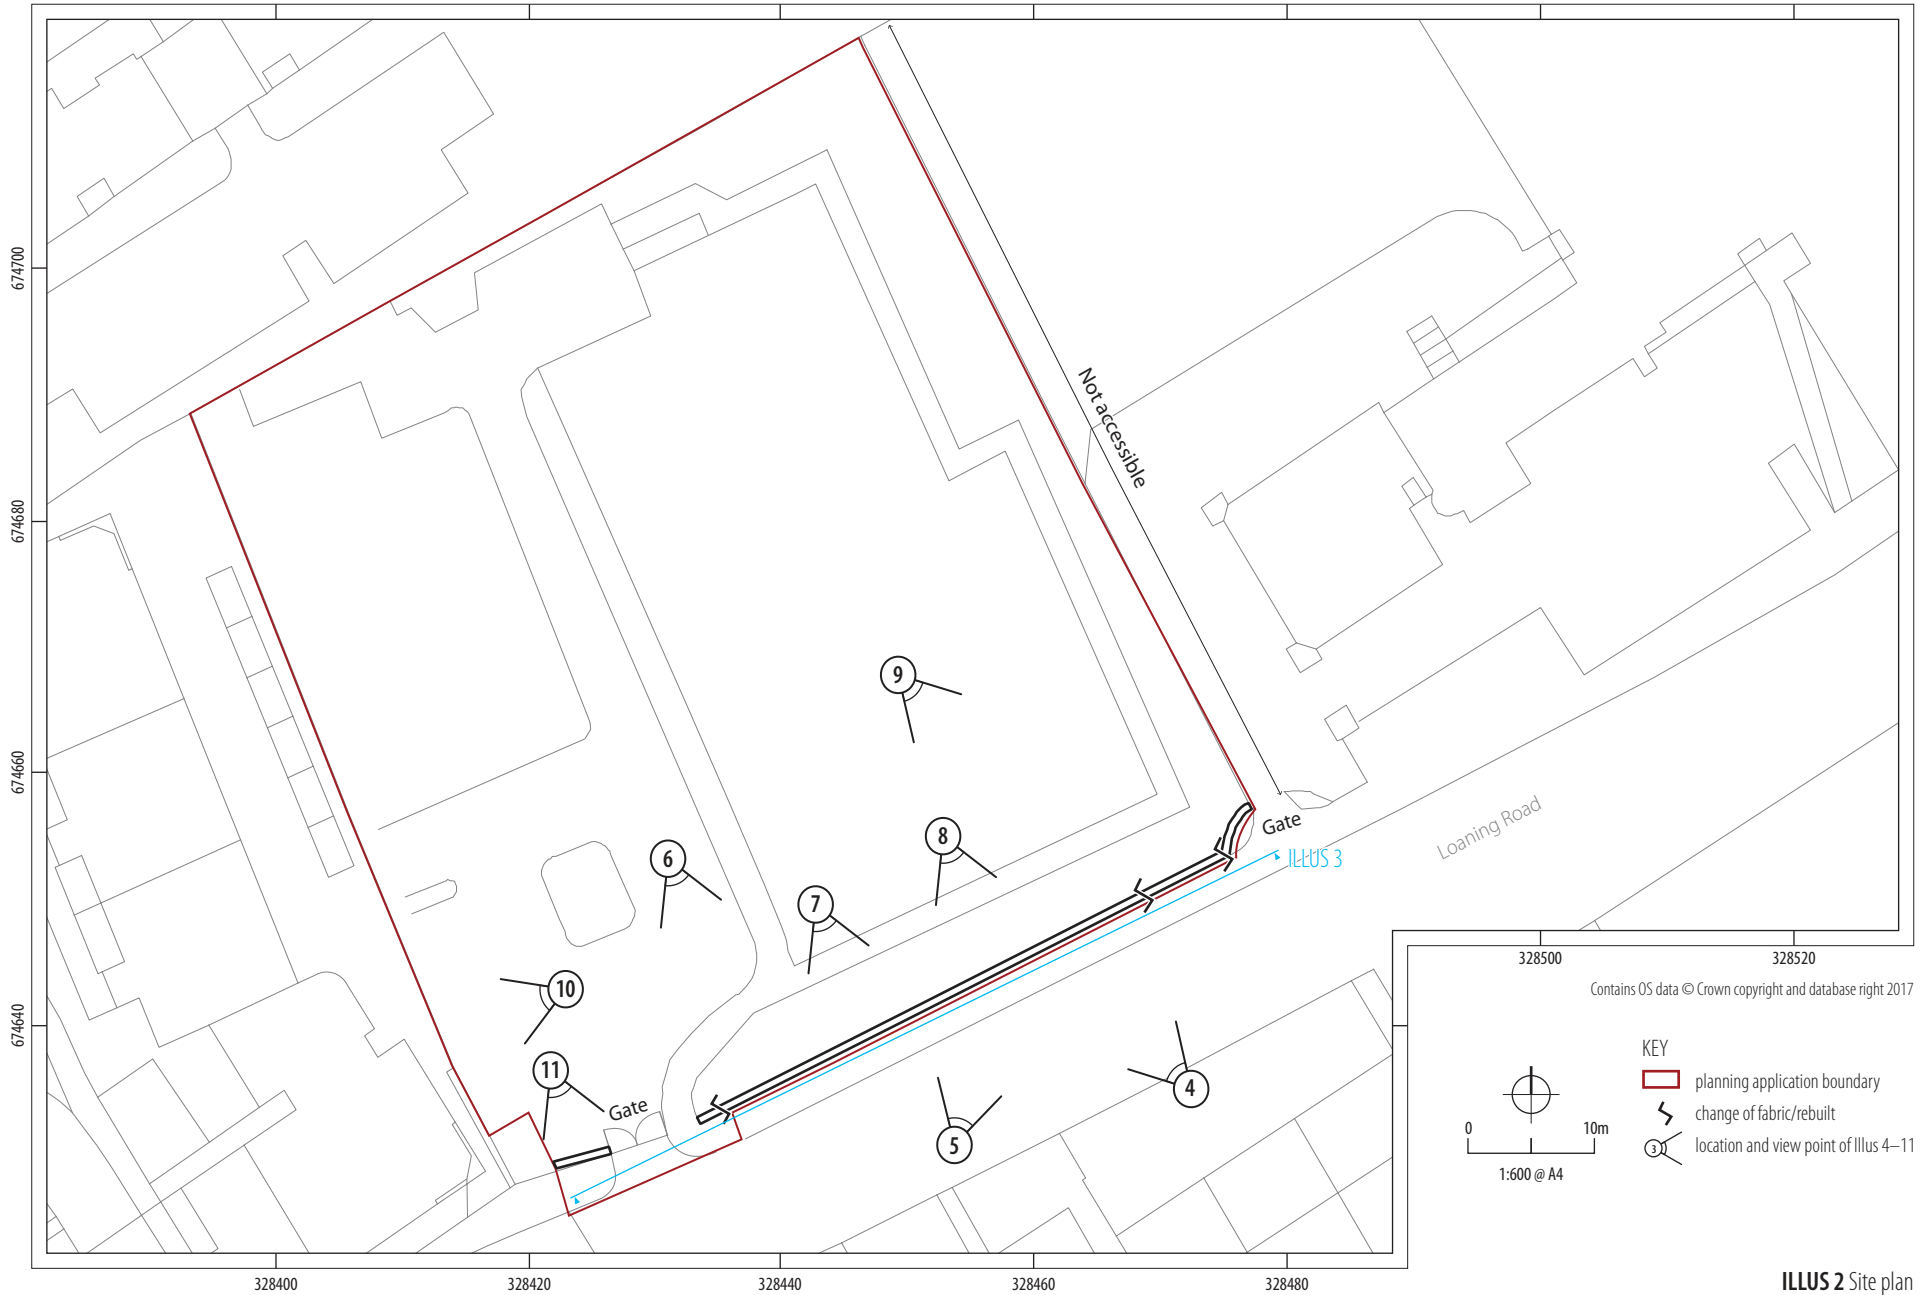 674700
674680
674660
674640
Not accessible
9
8
6
7
10
11
Gate
Gate
ILLUS 3
Loaning Road
4
5
328500
328520
Contains OS data © Crown copyright and database right 2017
KEY
planning application boundary
change of fabric/rebuilt
3
location and view point of Illus 4–11
0
10m
1:600 @ A4
328400
328420
328440
328460
328480
ILLUS 2 Site plan